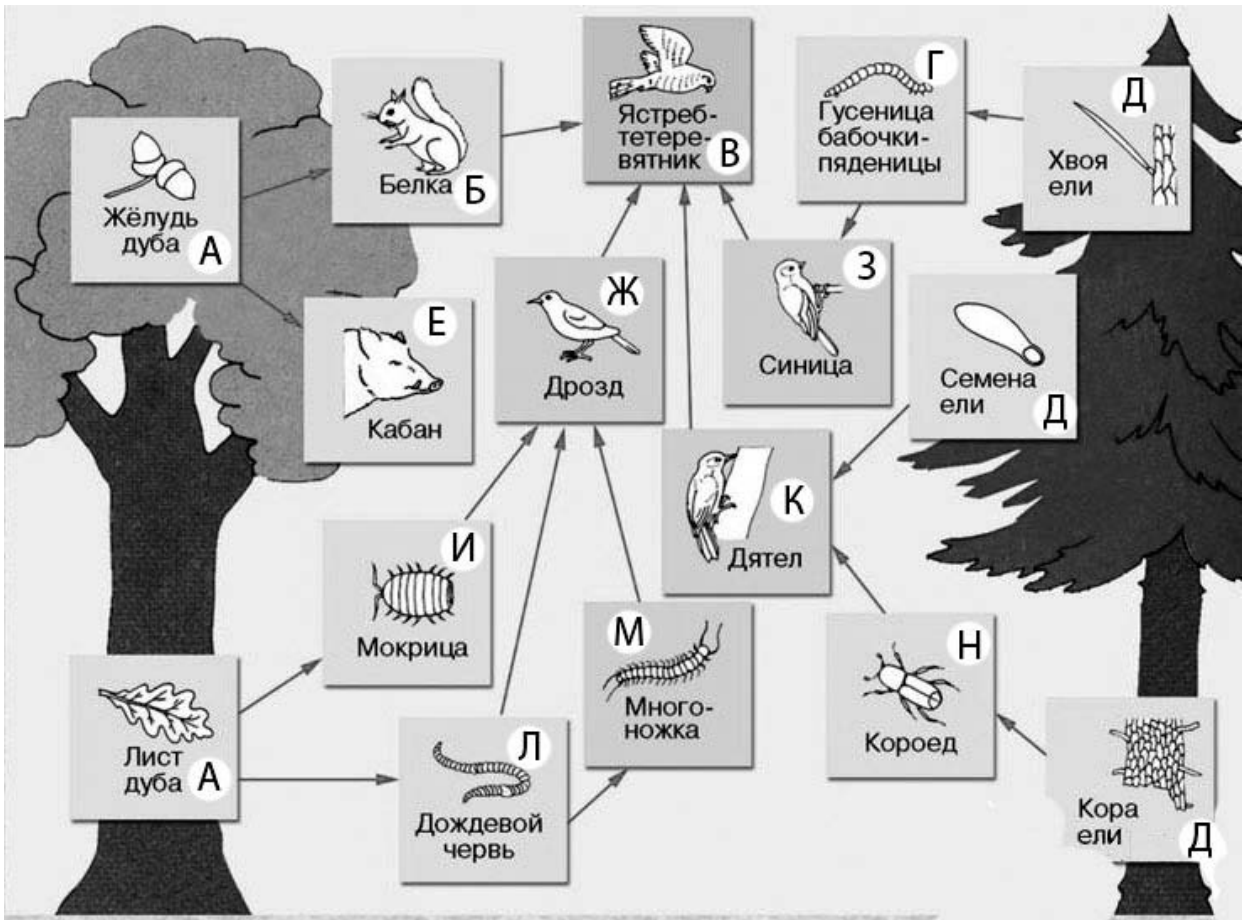 Жёлудь
дуба
А
Белка Б
Ястреб-
тетере-
вятник В
Г
Гусеница
бабочки-
пяденицы
Д
Хвоя
ели
Е
Кабан
Ж
Дрозд
З
Синица
Семена
ели Д
И
Мокрица
К
Дятел
Лист
дуба А
Л
Дождевой
червь
М
Много-
ножка
Н
Короед
Кора
ели Д